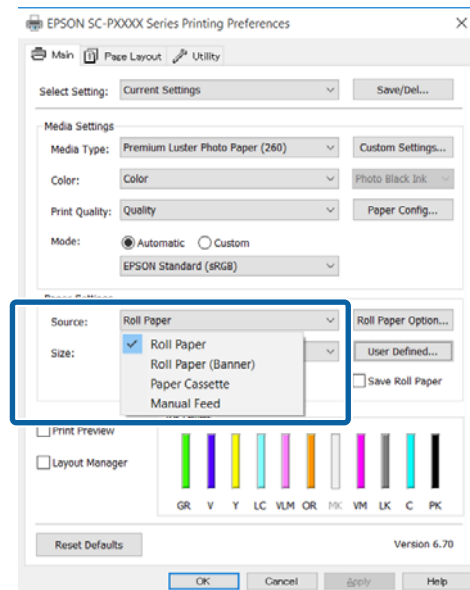 EPSON SC-PXXXX Series Printing Preferences
Main Page Layout Utility
Select Setting: Current Settings Save/Del...
Media Settings
Media Type: Premium Luster Photo Paper (260) Custom Settings...
Color: Color Photo Black Ink
Print Quality: Quality Paper Config...
Mode: Automatic Custom
EPSON Standard (sRGB)
Paper Settings
Source: Roll Paper Roll Paper Option...
Roll Paper
Size: User Defined...
Roll Paper (Banner)
Paper Cassette Save Roll Paper
Manual Feed
Print Preview
Layout Manager
GR V Y LC VLM OR MK VM LK C PK
Reset Defaults Version 6.70
OK Cancel Apply Help